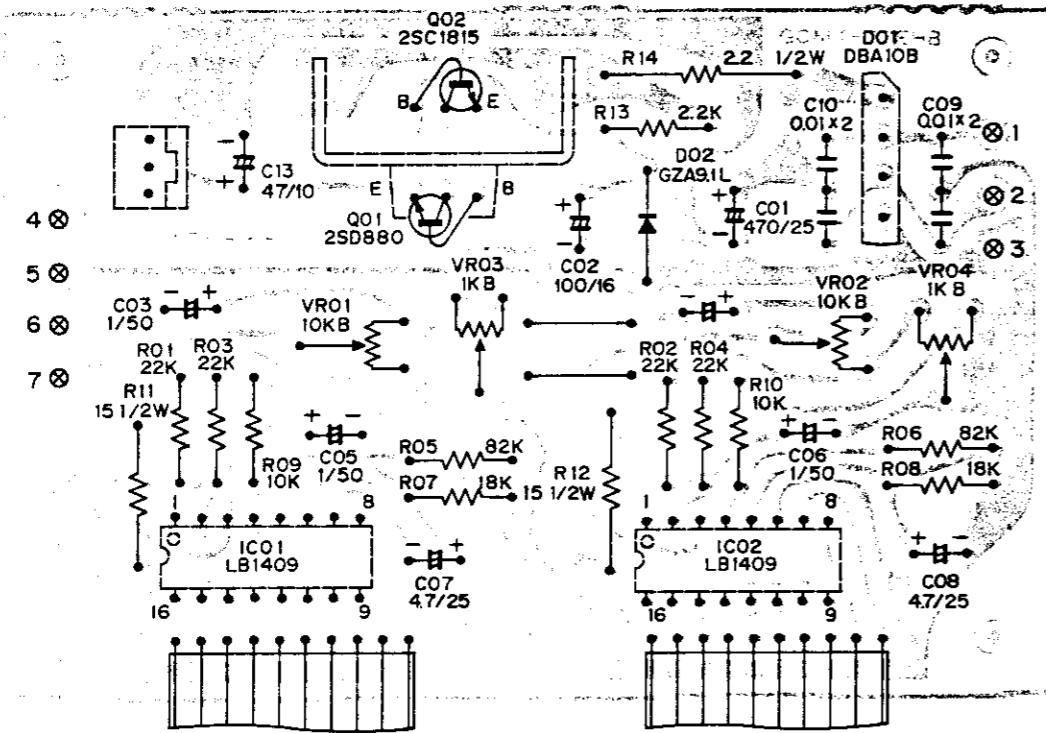 Q02
2SC1815
B
E
E
B
Q01
2SD880
C13
47/10
R14
2.2
1/2W
R13
2.2K
D02
GZA9.1L
C02
100/16
C01
470/25
C10
0.01×2
D01
DBA10B
C09
0.01×2
1
2
3
4
5
6
7
C03
1/50
VR01
10KB
VR03
1KB
VR02
10KB
VR04
1KB
R01
22K
R03
22K
R02
22K
R04
22K
R11
15 1/2W
R09
10K
C05
1/50
R05
82K
R07
18K
R12
15 1/2W
R10
10K
C06
1/50
R06
82K
R08
18K
1
8
IC01
LB1409
16
9
C07
4.7/25
1
8
IC02
LB1409
16
9
C08
4.7/25